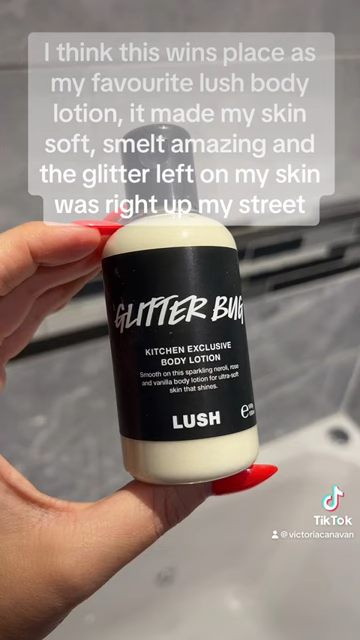 I think this wins place as
my favourite lush body
lotion, it made my skin
soft, smelt amazing and
the glitter left on my skin
was right up my street
GLITTER BUG
KITCHEN EXCLUSIVE
BODY LOTION
Smooth on this sparkling neroli, rose
and vanilla body lotion for ultra-soft
skin that shines.
LUSH
e
TikTok
@victoriacanavan